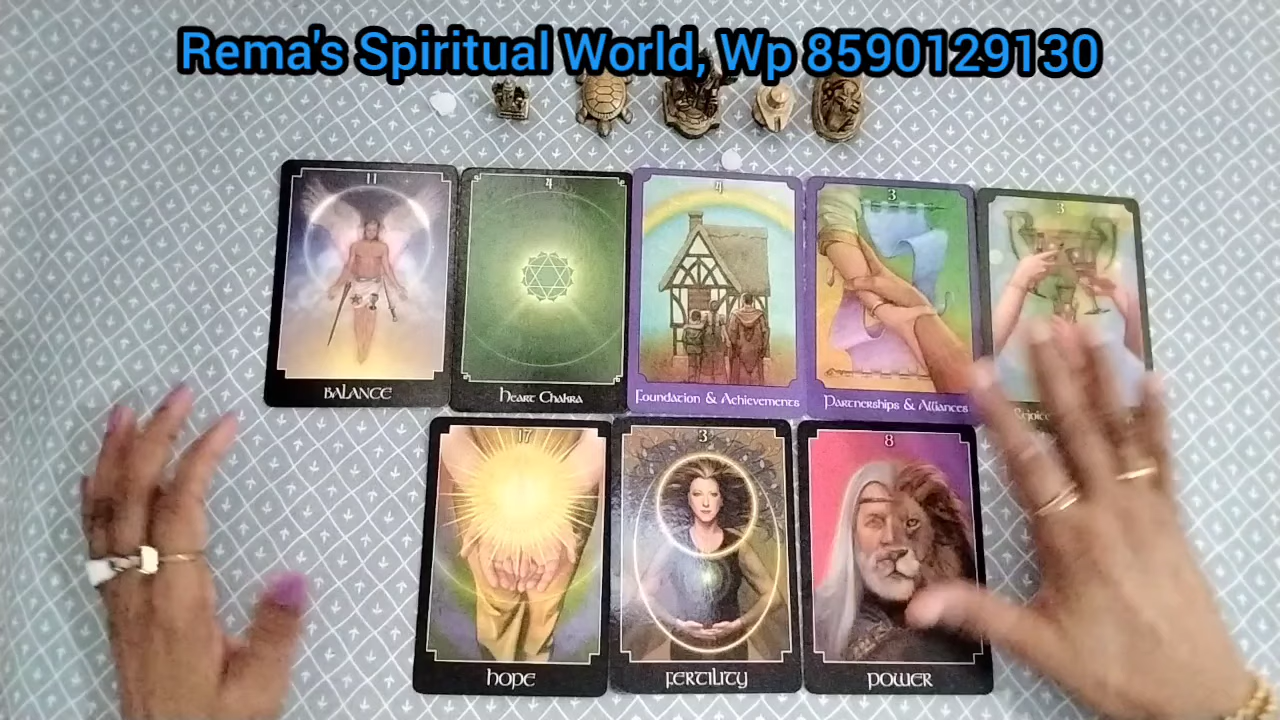 Rema's Spiritual World, Wp 8590129130
11
BALANCE
4
Heart Chakra
4
Foundation & Achievements
3
Partnerships & Alliances
3
Rejoice
17
HOPE
3
FERTILITY
8
POWER